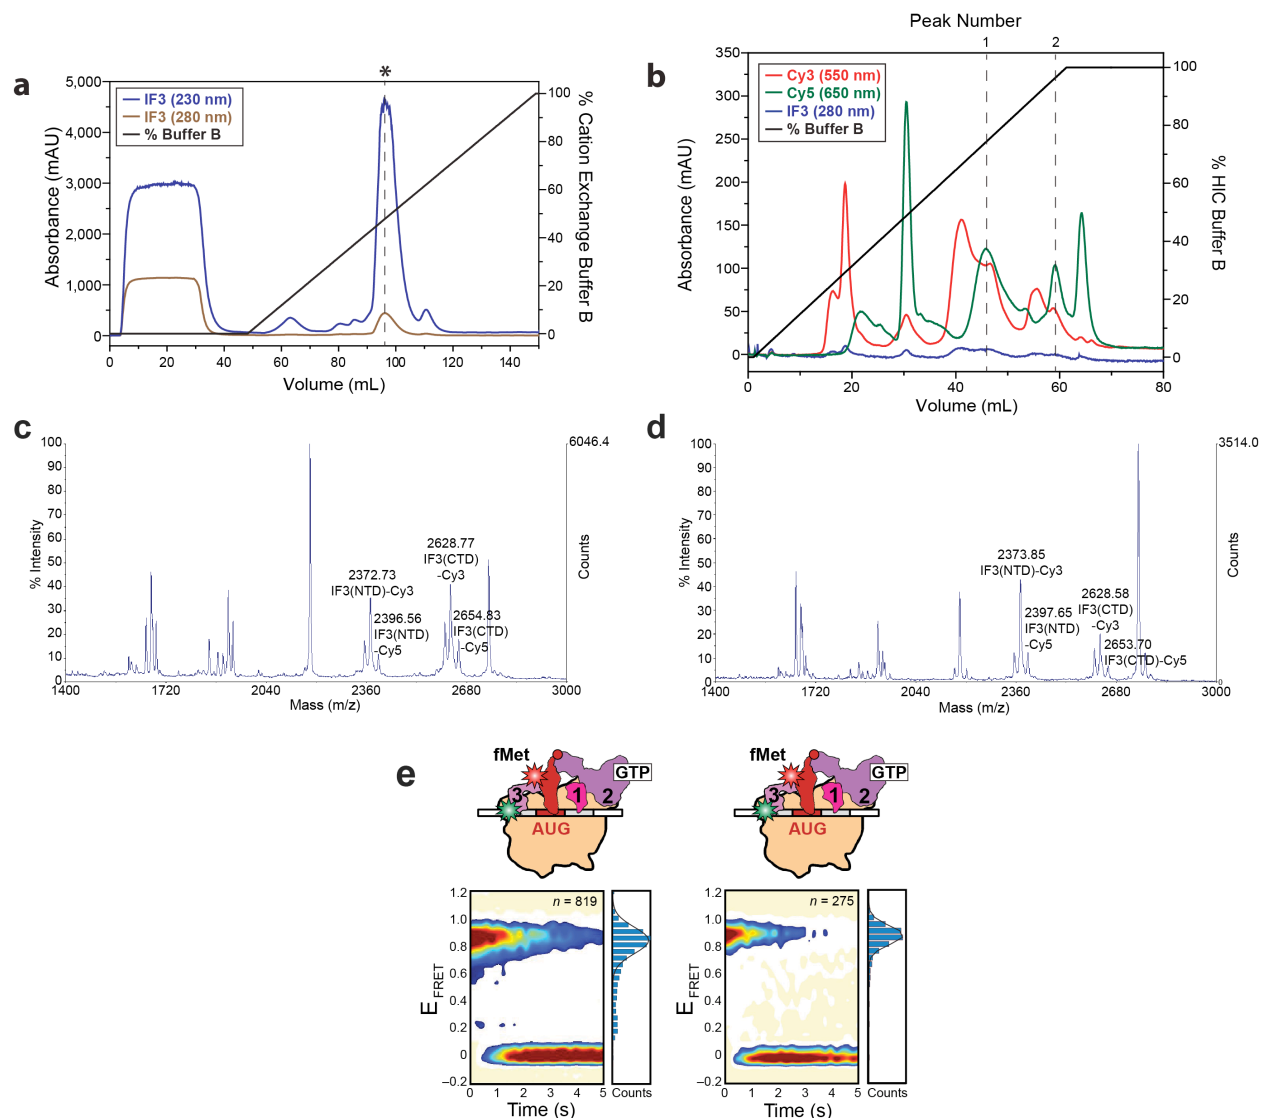 Peak Number
1 2
a
*
5,000
4,000
3,000
2,000
1,000
0
Absorbance (mAU)
IF3 (230 nm)
IF3 (280 nm)
% Buffer B
100
80
60
40
20
0
% Cation Exchange Buffer B
0 20 40 60 80 100 120 140
Volume (mL)
b
350
300
250
200
150
100
50
0
Absorbance (mAU)
Cy3 (550 nm)
Cy5 (650 nm)
IF3 (280 nm)
% Buffer B
100
80
60
40
20
0
% HIC Buffer B
0 20 40 60 80
Volume (mL)
c
100
90
80
70
60
50
40
30
20
10
0
% Intensity
6046.4
Counts
2372.73
IF3(NTD)-Cy3
2396.56
IF3(NTD)
-Cy5
2628.77
IF3(CTD)
-Cy3
2654.83
IF3(CTD)
-Cy5
1400 1720 2040 2360 2680 3000
Mass (m/z)
d
100
90
80
70
60
50
40
30
20
10
0
% Intensity
3514.0
0
Counts
2373.85
IF3(NTD)-Cy3
2397.65
IF3(NTD)
-Cy5
2628.58
IF3(CTD)
-Cy3
2653.70
IF3(CTD)-Cy5
1400 1720 2040 2360 2680 3000
Mass (m/z)
e
fMet
GTP
3 1 2
AUG
fMet
GTP
3 1 2
AUG
1.2
1.0
0.8
0.6
0.4
0.2
0
–0.2
E FRET
n = 819
0 1 2 3 4 5
Time (s)
Counts
1.2
1.0
0.8
0.6
0.4
0.2
0
–0.2
E FRET
n = 275
0 1 2 3 4 5
Time (s)
Counts